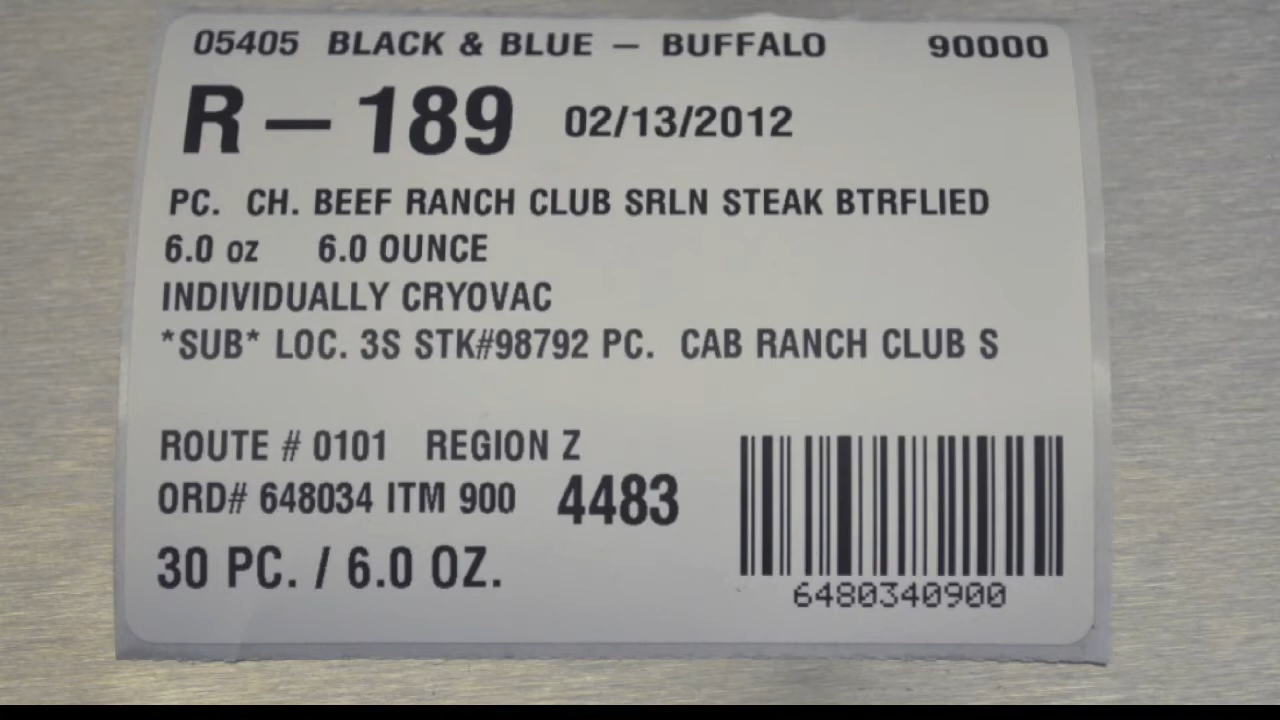 05405 BLACK & BLUE – BUFFALO 90000
R – 189 02/13/2012
PC. CH. BEEF RANCH CLUB SRLN STEAK BTRFLIED
6.0 oz 6.0 OUNCE
INDIVIDUALLY CRYOVAC
*SUB* LOC. 3S STK#98792 PC. CAB RANCH CLUB S
ROUTE # 0101 REGION Z
ORD# 648034 ITM 900 4483
30 PC. / 6.0 OZ.
6480340900